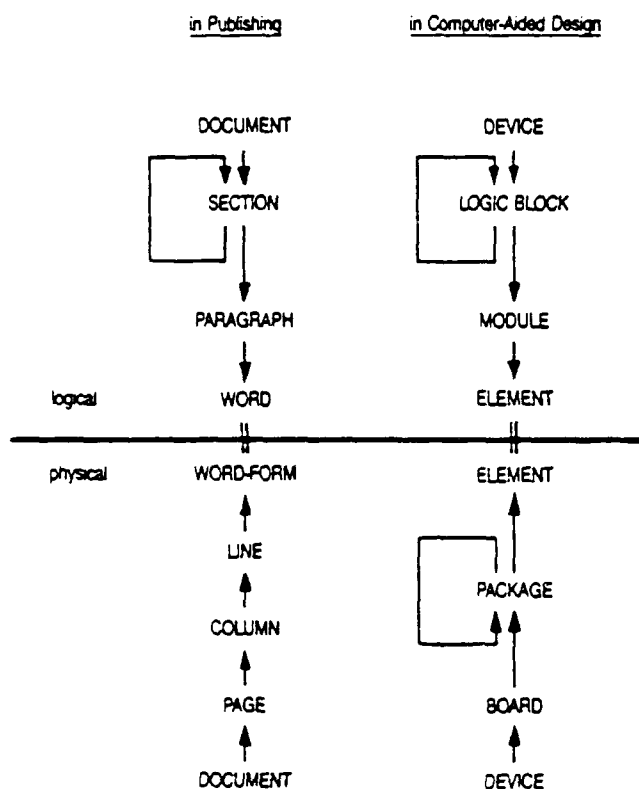 in Publishing in Computer-Aided Design
DOCUMENT DEVICE
SECTION LOGIC BLOCK
PARAGRAPH MODULE
logical WORD ELEMENT
physical WORD-FORM ELEMENT
LINE
PACKAGE
COLUMN
PAGE BOARD
DOCUMENT DEVICE